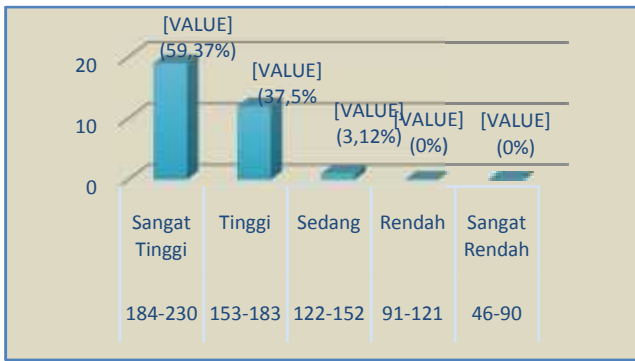 [VALUE]
(59,37%)
[VALUE]
(37,5%
[VALUE]
(3,12%)
[VALUE]
(0%)
[VALUE]
(0%)
20
10
0
Sangat Tinggi
Tinggi
Sedang
Rendah
Sangat Rendah
184-230
153-183
122-152
91-121
46-90